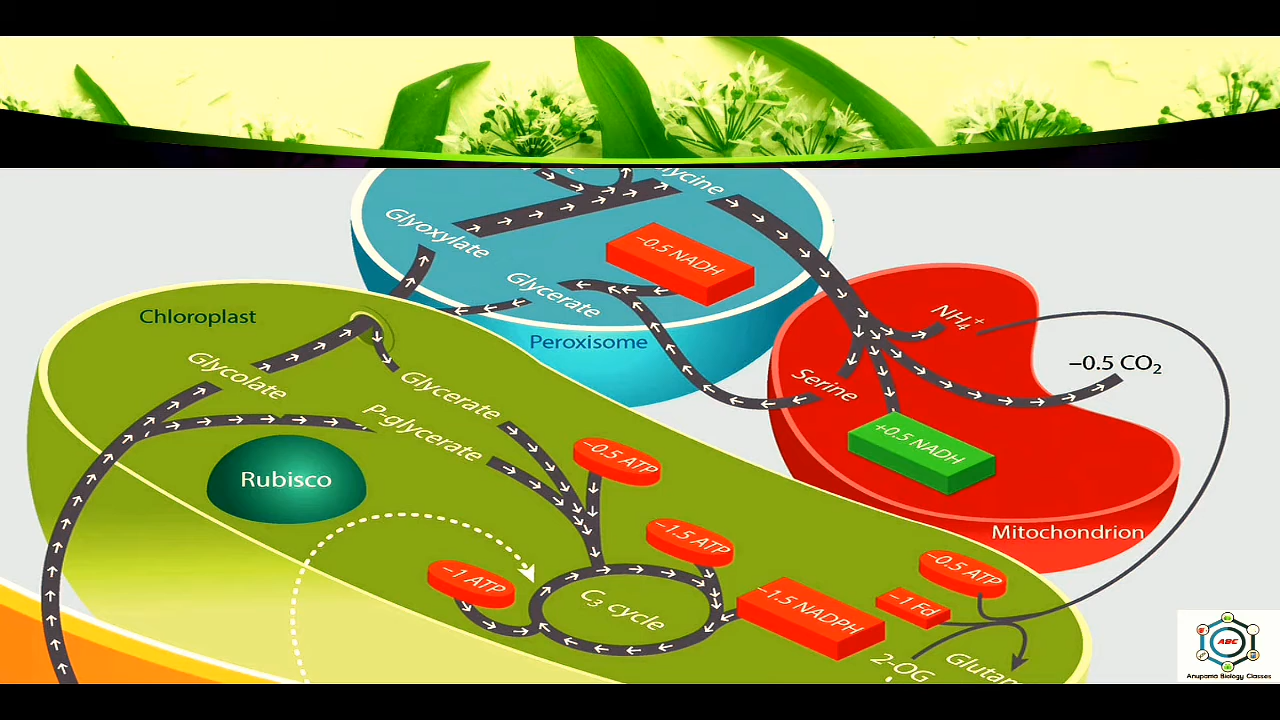 Glyoxylate
−0.5 NADH
Glycerate
Peroxisome
Chloroplast
NH₄⁺
−0.5 CO₂
Glycolate
Glycerate
Serine
P-glycerate
+0.5 NADH
−0.5 ATP
Rubisco
Mitochondrion
−1.5 ATP
−0.5 ATP
−1 ATP
C₃ cycle
−1.5 NADPH
−1 Fd
2-OG
ABC
Anupama Biology Classes